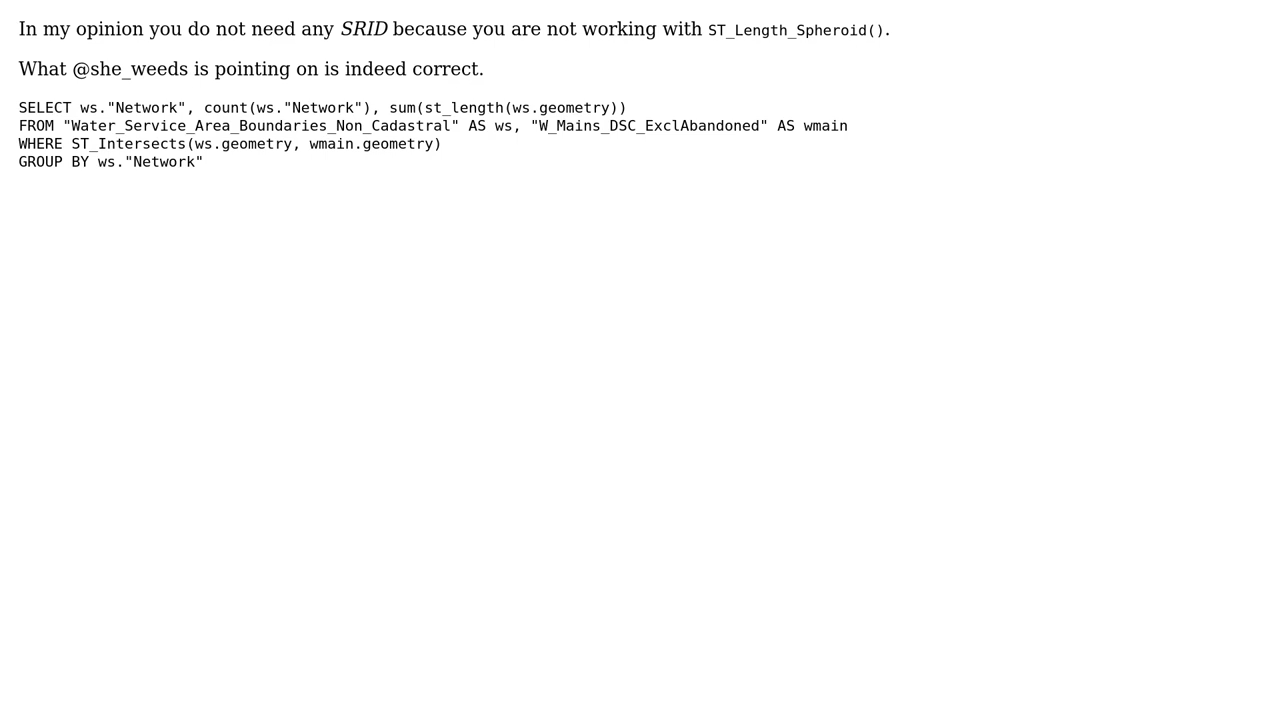 In my opinion you do not need any SRID because you are not working with ST_Length_Spheroid().
What @she_weeds is pointing on is indeed correct.
SELECT ws."Network", count(ws."Network"), sum(st_length(ws.geometry))
FROM "Water_Service_Area_Boundaries_Non_Cadastral" AS ws, "W_Mains_DSC_ExclAbandoned" AS wmain
WHERE ST_Intersects(ws.geometry, wmain.geometry)
GROUP BY ws."Network"